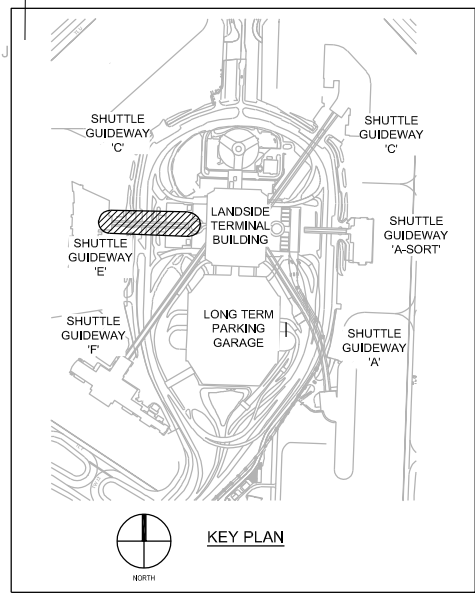 J
SHUTTLE
GUIDEWAY
'C'
SHUTTLE
GUIDEWAY
'C'
LANDSIDE
TERMINAL
BUILDING
SHUTTLE
GUIDEWAY
'A-SORT'
SHUTTLE
GUIDEWAY
'E'
SHUTTLE
GUIDEWAY
'F'
LONG TERM
PARKING
GARAGE
SHUTTLE
GUIDEWAY
'A'
KEY PLAN
NORTH